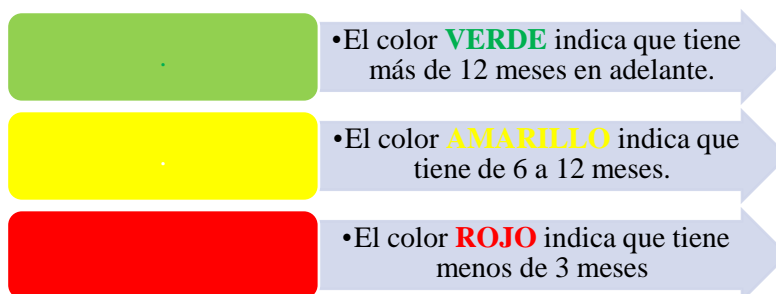 •El color VERDE indica que tiene
más de 12 meses en adelante.
•El color AMARILLO indica que
tiene de 6 a 12 meses.
•El color ROJO indica que tiene
menos de 3 meses